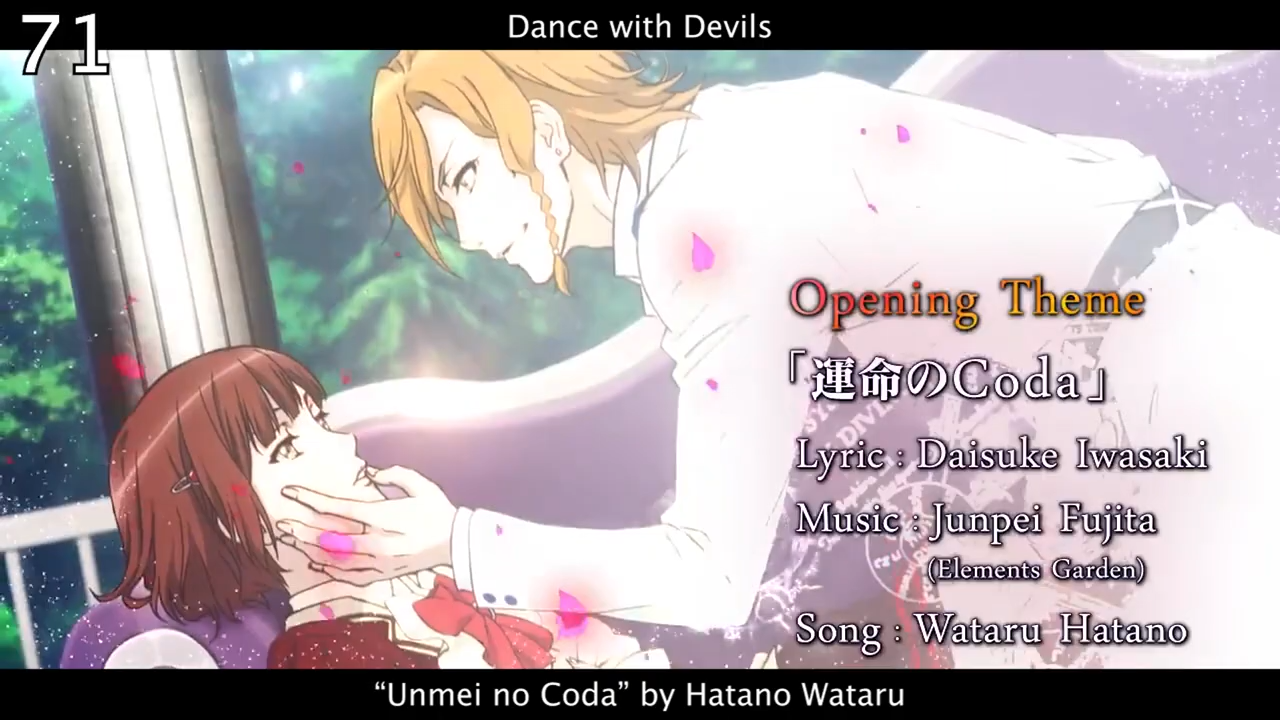 Dance with Devils
71
Opening Theme
「運命のCoda」
Lyric : Daisuke Iwasaki
Music : Junpei Fujita
(Elements Garden)
Song : Wataru Hatano
“Unmei no Coda” by Hatano Wataru